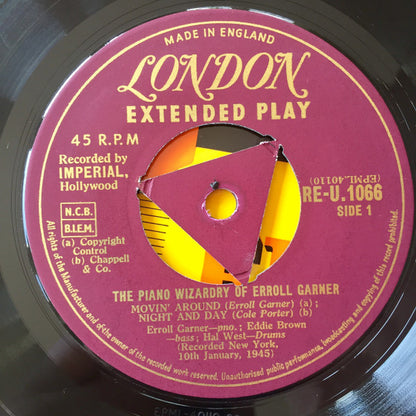 MADE IN ENGLAND
LONDON
EXTENDED PLAY
45 R.P.M
Recorded by
IMPERIAL,
Hollywood
(EPML.40110)
RE-U.1066
SIDE 1
N.C.B.
B.I.E.M.
(a) Copyright
Control
(b) Chappell
& Co.
THE PIANO WIZARDRY OF ERROLL GARNER
MOVIN' AROUND (Erroll Garner) (a) ;
NIGHT AND DAY (Cole Porter) (b)
Erroll Garner—pno. ; Eddie Brown
—bass ; Hal West—Drums
(Recorded New York,
10th January, 1945)
All rights of the Manufacturer and of the Owner of the recorded work reserved. Unauthorised public performance, broadcasting and copying of this record prohibited